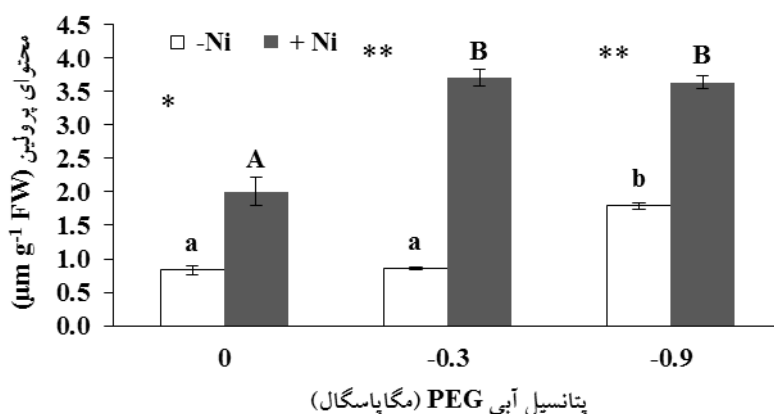 محتوای پرولین (µm g-1 FW)
4.5
4.0
3.5
3.0
2.5
2.0
1.5
1.0
0.5
0.0
-Ni + Ni
* a A
** a B
** b B
0 -0.3 -0.9
پتانسیل آبی PEG (مگاپاسگال)